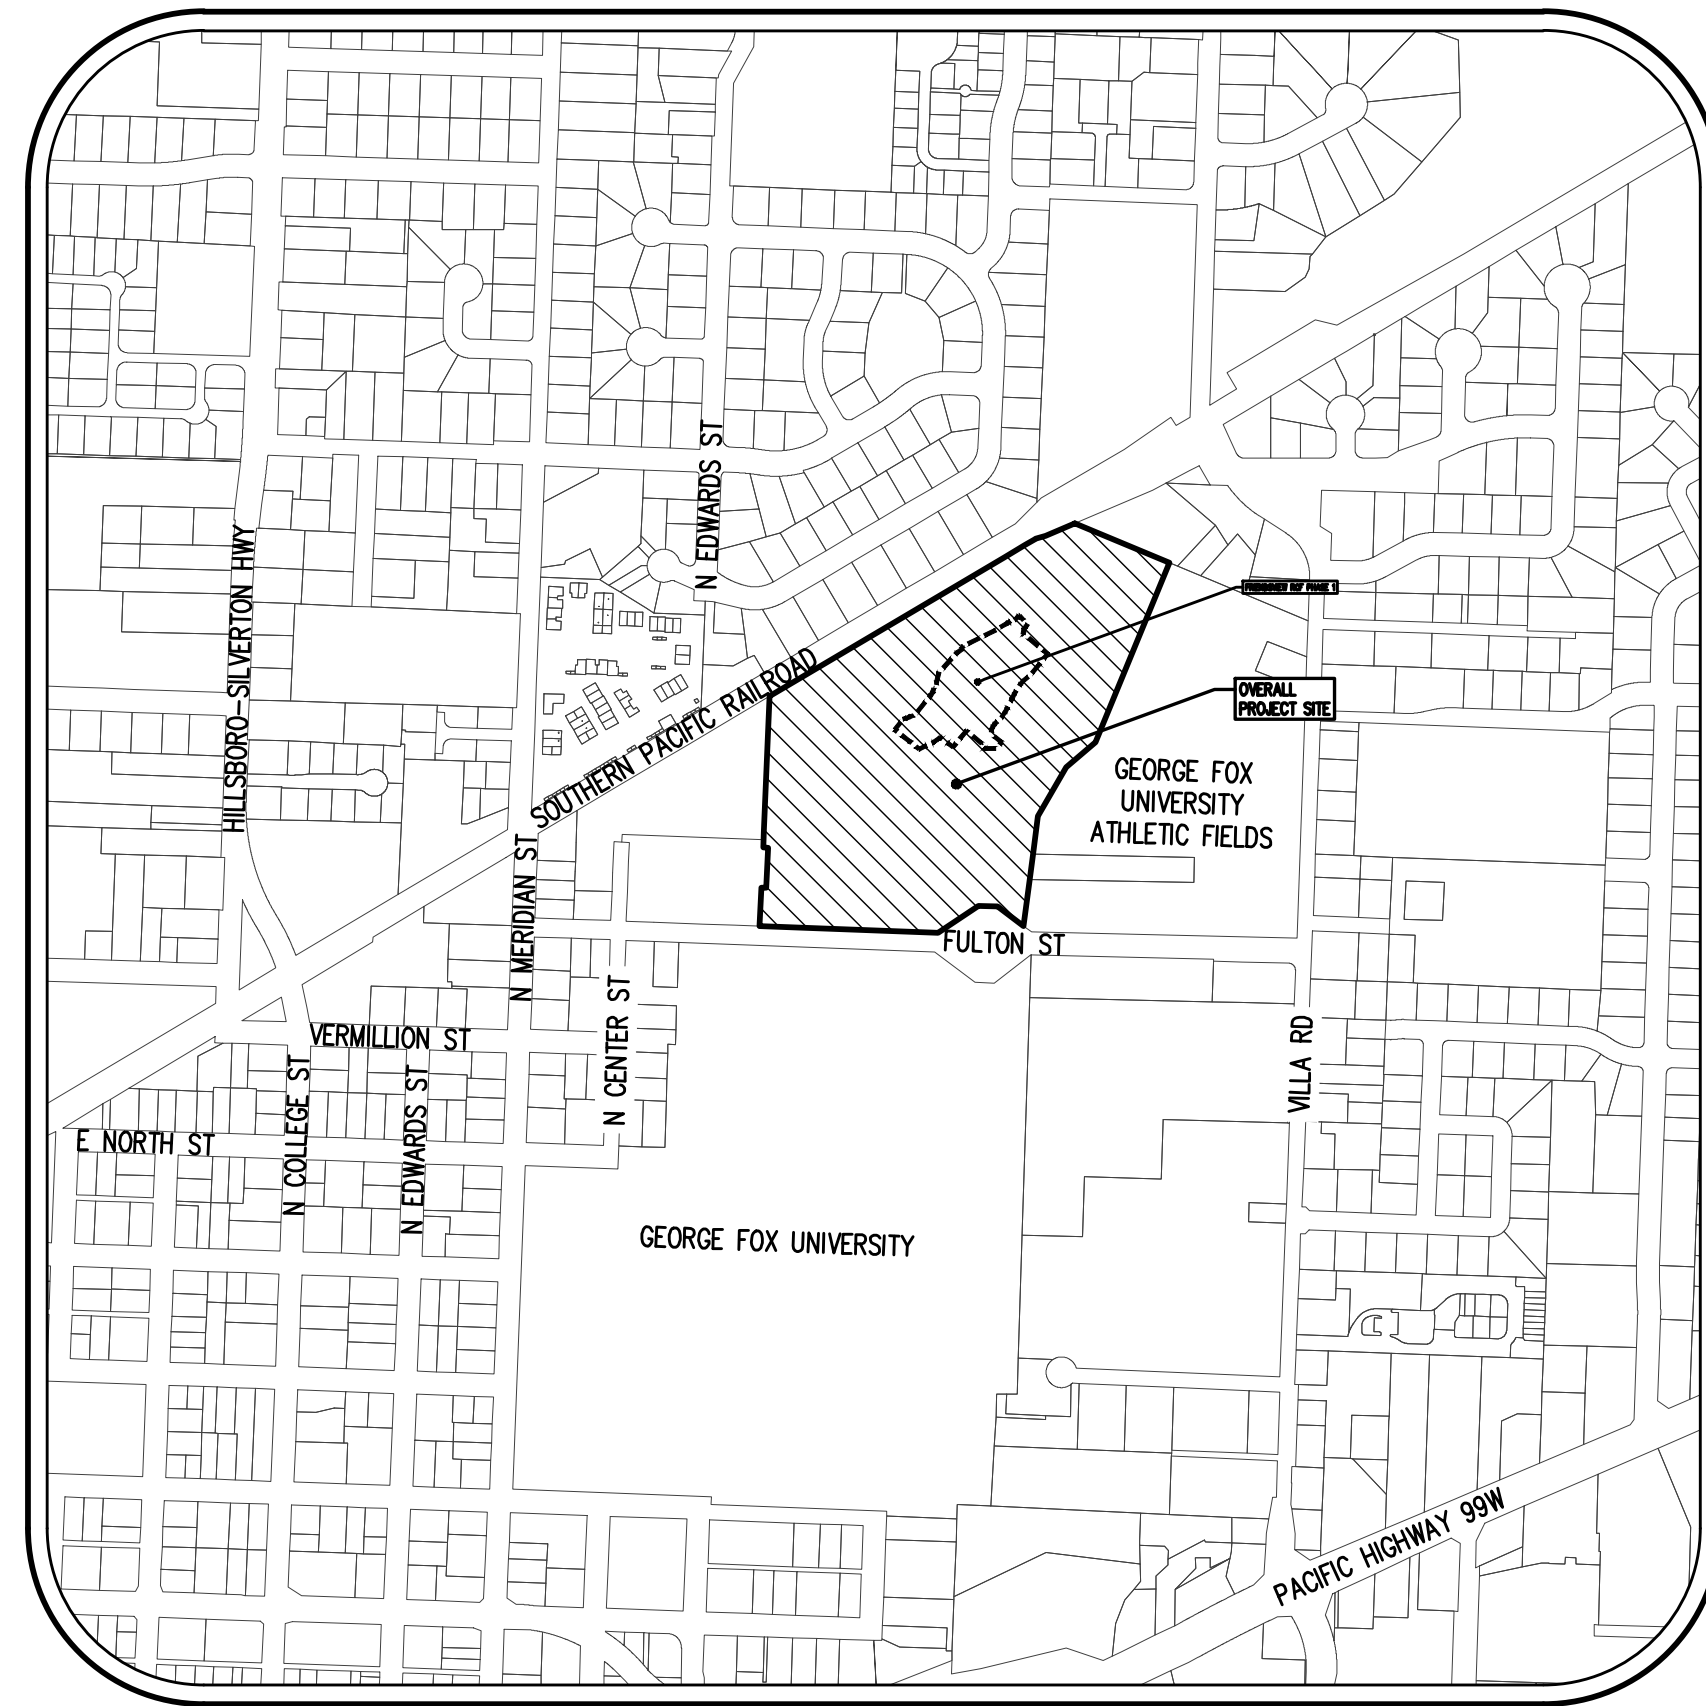 N EDWARDS ST
HILLSBORO-SILVERTON HWY
PHASE 1
SOUTHERN PACIFIC RAILROAD
OVERALL
PROJECT SITE
GEORGE FOX
UNIVERSITY
ATHLETIC FIELDS
N MERIDIAN ST
FULTON ST
N CENTER ST
VERMILLION ST
VILLA RD
N COLLEGE ST
N EDWARDS ST
E NORTH ST
GEORGE FOX UNIVERSITY
PACIFIC HIGHWAY 99W